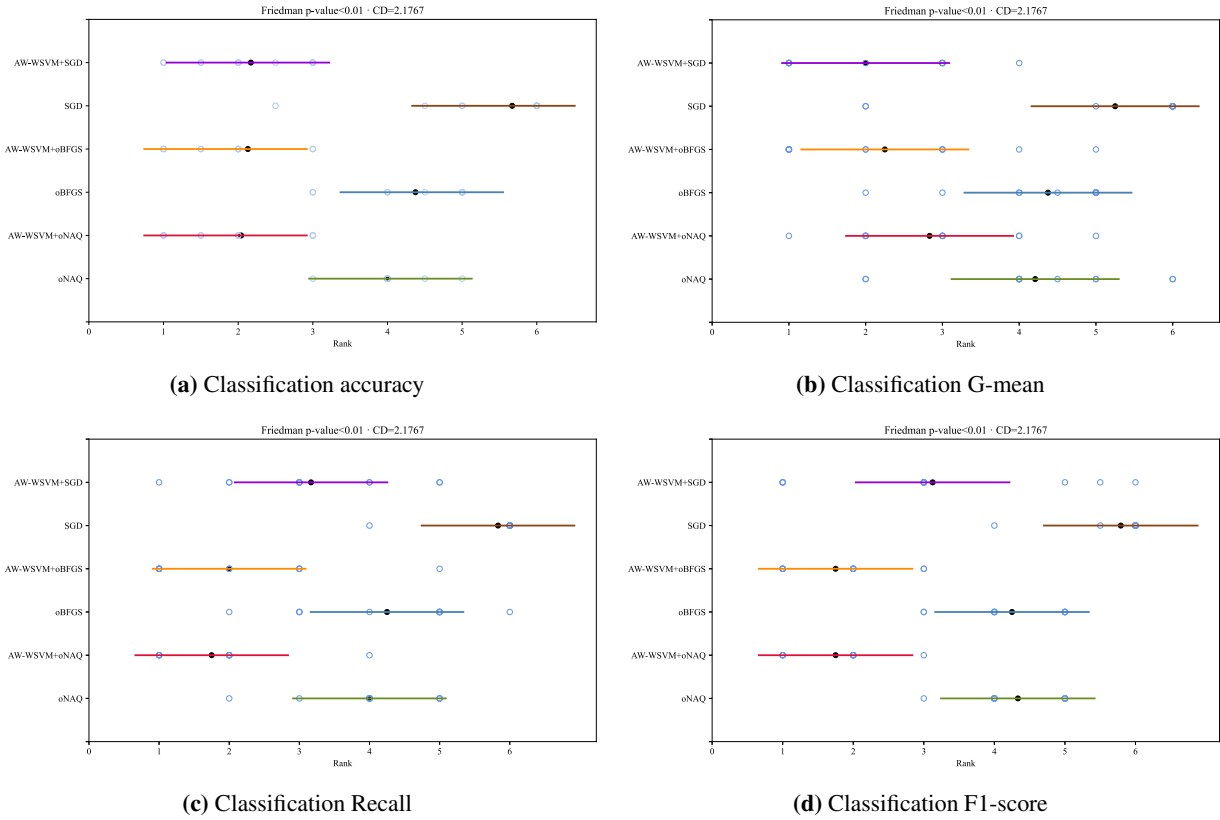 Friedman p-value<0.01 · CD=2.1767
AW-WSVM+SGD
SGD
AW-WSVM+oBFGS
oBFGS
AW-WSVM+oNAQ
oNAQ
0 1 2 3 4 5 6
Rank
(a) Classification accuracy
Friedman p-value<0.01 · CD=2.1767
AW-WSVM+SGD
SGD
AW-WSVM+oBFGS
oBFGS
AW-WSVM+oNAQ
oNAQ
0 1 2 3 4 5 6
Rank
(b) Classification G-mean
Friedman p-value<0.01 · CD=2.1767
AW-WSVM+SGD
SGD
AW-WSVM+oBFGS
oBFGS
AW-WSVM+oNAQ
oNAQ
0 1 2 3 4 5 6
Rank
(c) Classification Recall
Friedman p-value<0.01 · CD=2.1767
AW-WSVM+SGD
SGD
AW-WSVM+oBFGS
oBFGS
AW-WSVM+oNAQ
oNAQ
0 1 2 3 4 5 6
Rank
(d) Classification F1-score